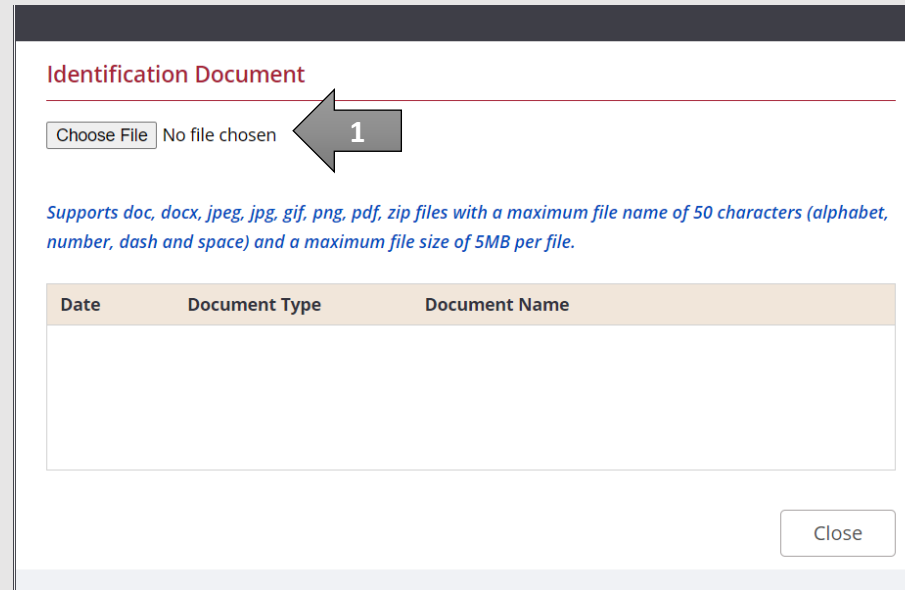 Identification Document
Choose File No file chosen 1
Supports doc, docx, jpeg, jpg, gif, png, pdf, zip files with a maximum file name of 50 characters (alphabet,
number, dash and space) and a maximum file size of 5MB per file.
Date Document Type Document Name
Close